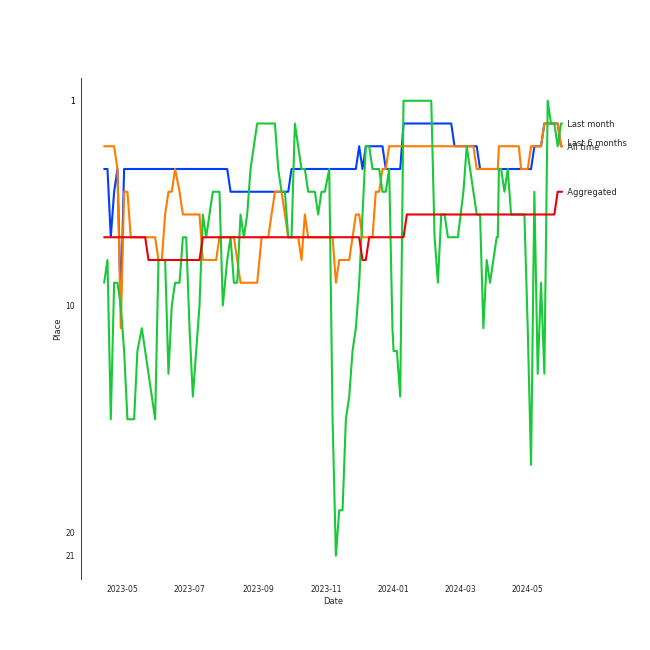 1
Last month
Last 6 months
All time
Aggregated
10
Place
20
21
2023-05
2023-07
2023-09
2023-11
2024-01
2024-03
2024-05
Date